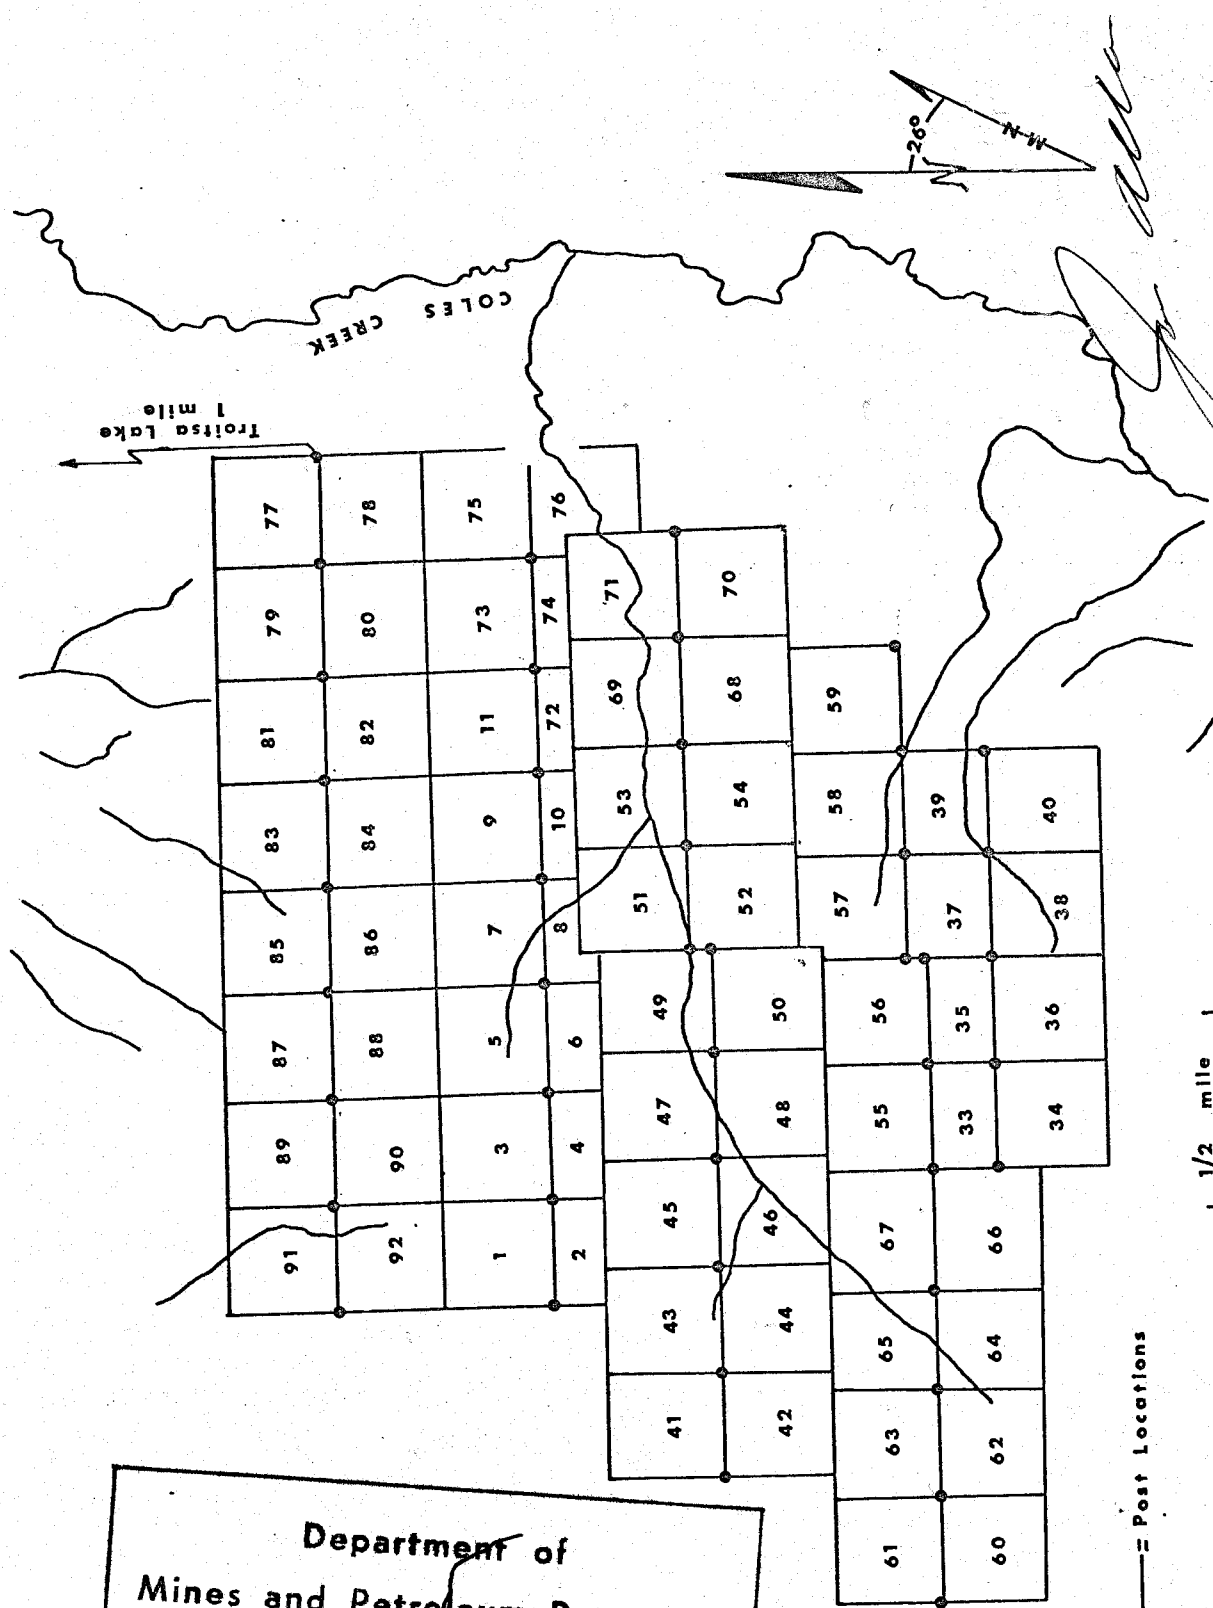 COLES
CREEK
Troitsa Lake
1 mile
26°
N
M N
77 78 75 76
79 80 73 74 71 70
81 82 11 72 69 68 59
83 84 9 10 53 54 58 39 40
85 86 7 8 51 52 57 37 38
87 88 5 6 49 50 56 35 36
89 90 3 4 47 48 55 33 34
91 92 1 2 45 46 67 66
43 44 65 64
41 42 63 62
61 60
1/2 mile
= Post Locations
Department of
Mines and Petroleum